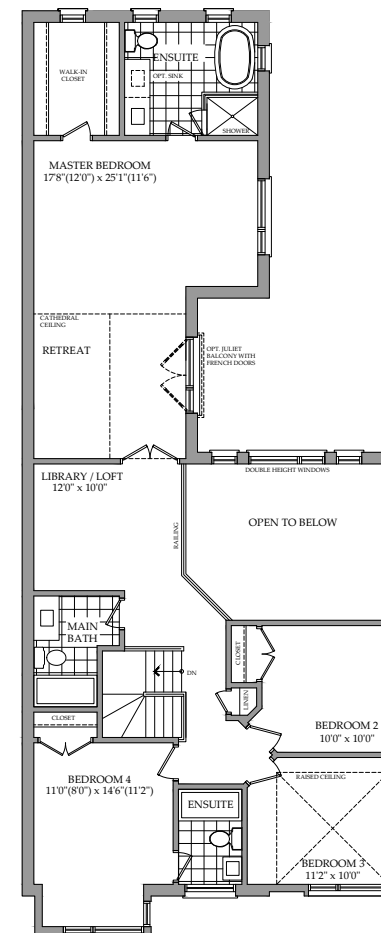 WALK-IN
CLOSET
ENSUITE
OPT. SINK
SHOWER
MASTER BEDROOM
17'8"(12'0") x 25'1"(11'6")
CATHEDRAL
CEILING
RETREAT
OPT. JULIET
BALCONY WITH
FRENCH DOORS
LIBRARY / LOFT
12'0" x 10'0"
DOUBLE HEIGHT WINDOWS
RAILING
OPEN TO BELOW
MAIN
BATH
CLOSET
DN
LINEN
CLOSET
BEDROOM 2
10'0" x 10'0"
BEDROOM 4
11'0"(8'0") x 14'6"(11'2")
RAISED CEILING
ENSUITE
BEDROOM 3
11'2" x 10'0"